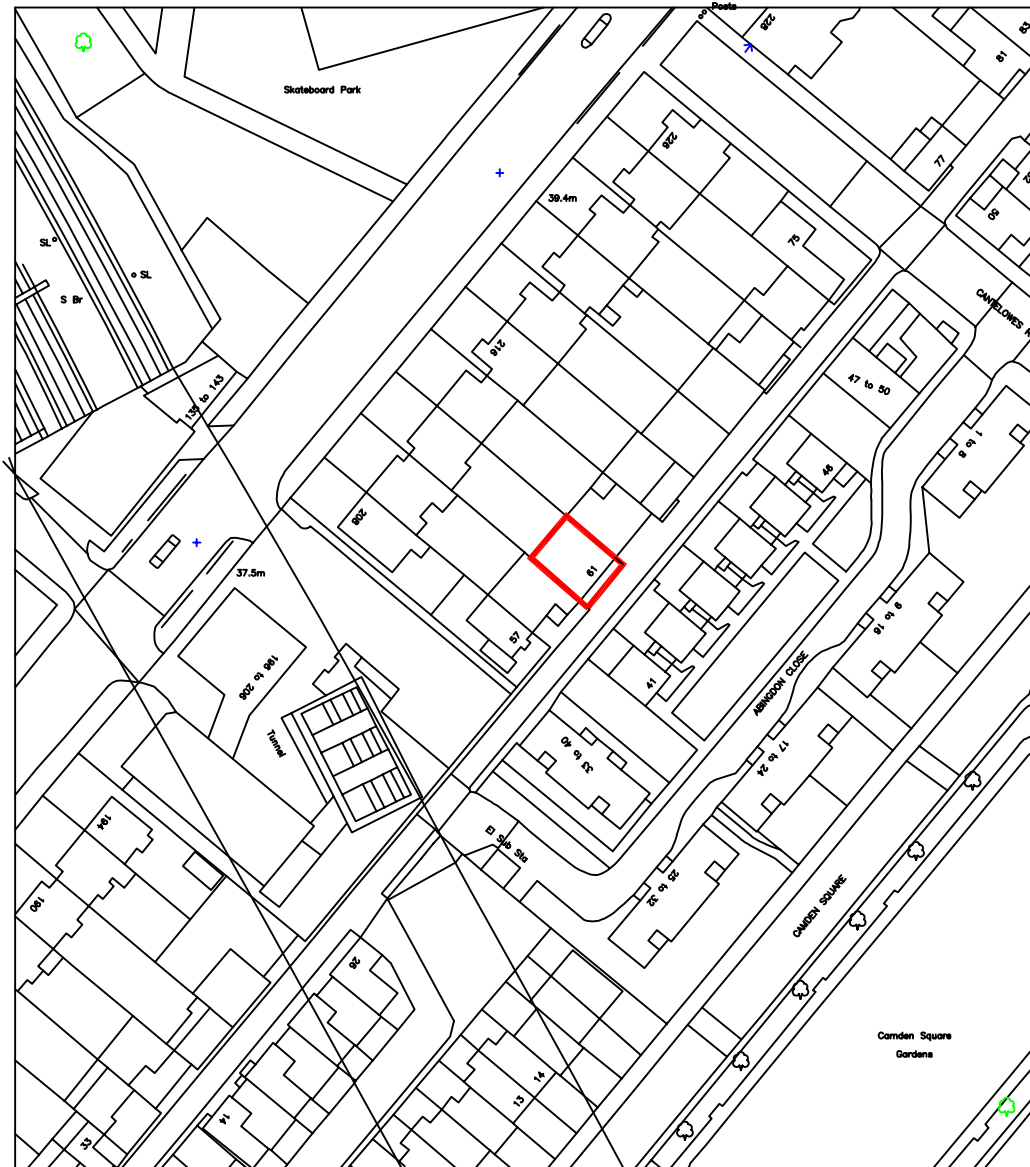 Posts
228
83
81
Skateboard Park
77
226
39.4m
75
50
SL
SL
S Br
CANTELOWES
216
47 to 50
135 to 143
1 to 8
46
208
37.5m
61
57
9 to 16
41
ABINGDON CLOSE
196 to 206
Tunnel
33 to 40
17 to 24
194
El Sub Sta
25 to 32
190
CAMDEN SQUARE
26
Camden Square
Gardens
14
13
14
33